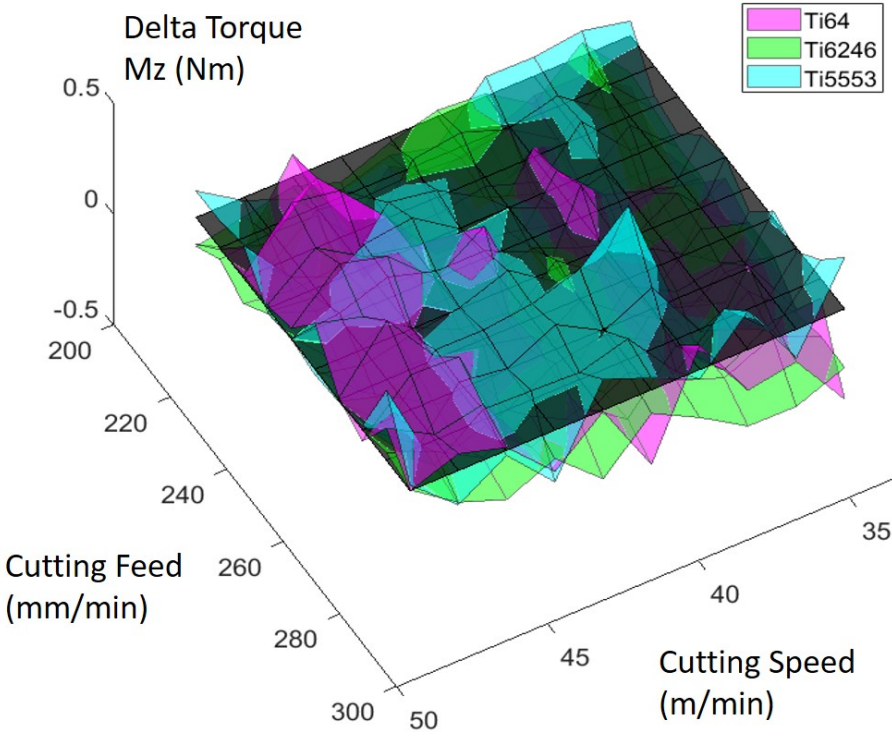 Delta Torque
Mz (Nm)
Ti64
Ti6246
Ti5553
0.5
0
-0.5
200
220
240
260
280
300
Cutting Feed
(mm/min)
50
45
40
35
Cutting Speed
(m/min)